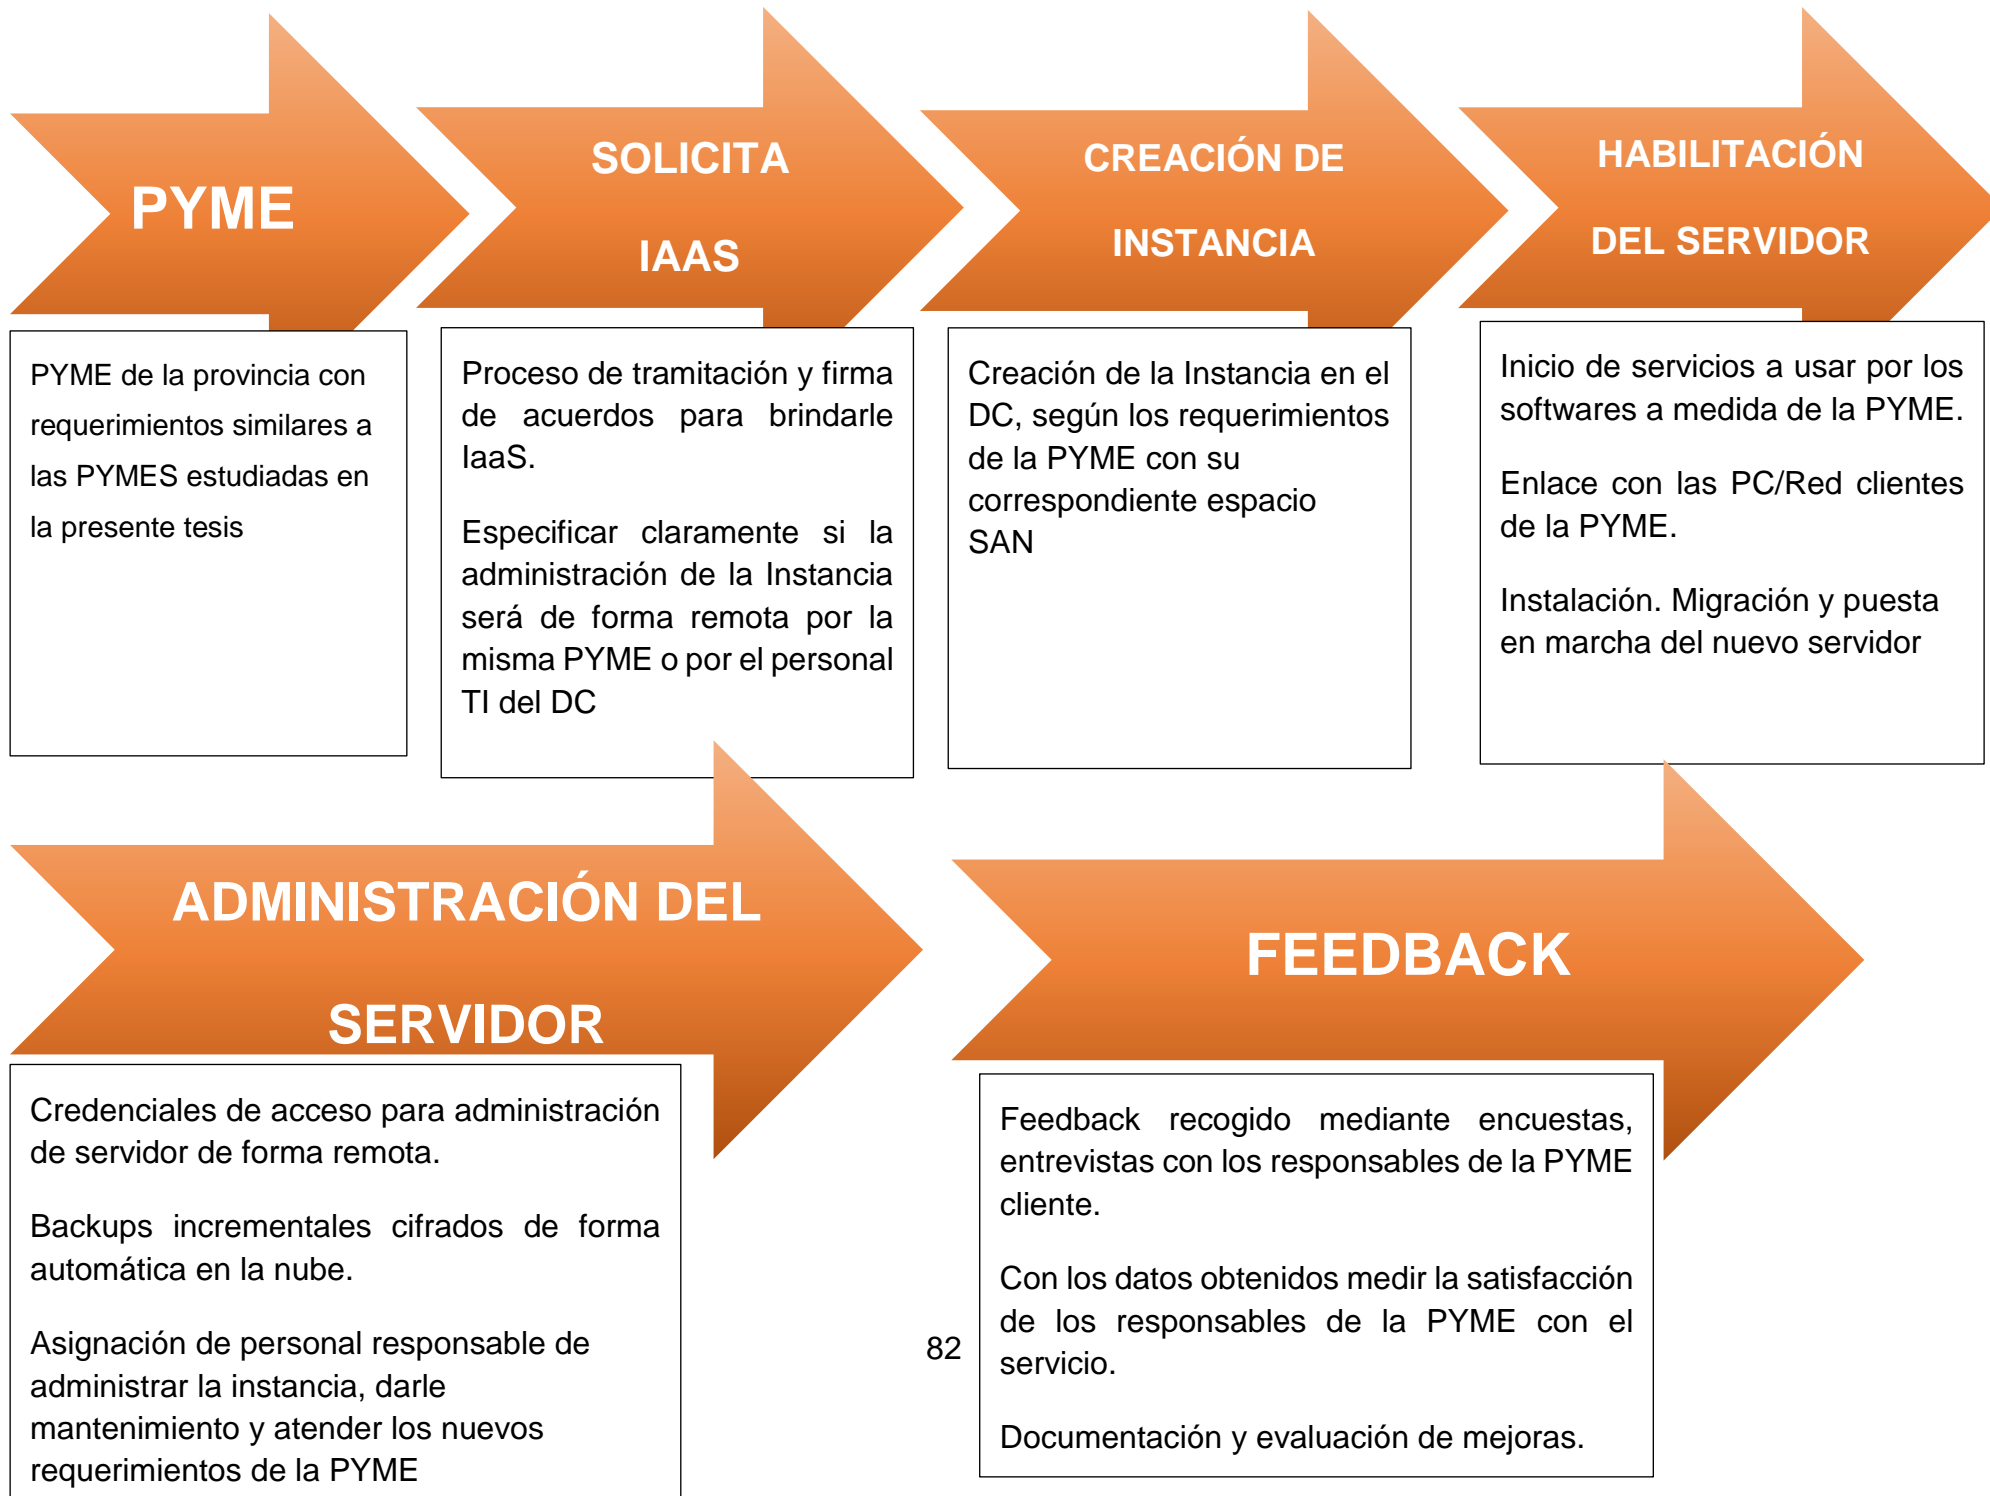 PYME
SOLICITA
IAAS
CREACIÓN DE
INSTANCIA
HABILITACIÓN
DEL SERVIDOR
PYME de la provincia con
requerimientos similares a
las PYMES estudiadas en
la presente tesis
Proceso de tramitación y firma
de acuerdos para brindarle
IaaS.
Especificar claramente si la
administración de la Instancia
será de forma remota por la
misma PYME o por el personal
TI del DC
Creación de la Instancia en el
DC, según los requerimientos
de la PYME con su
correspondiente espacio
SAN
Inicio de servicios a usar por los
softwares a medida de la PYME.
Enlace con las PC/Red clientes
de la PYME.
Instalación. Migración y puesta
en marcha del nuevo servidor
ADMINISTRACIÓN DEL
SERVIDOR
FEEDBACK
Credenciales de acceso para administración
de servidor de forma remota.
Backups incrementales cifrados de forma
automática en la nube.
Asignación de personal responsable de
administrar la instancia, darle
mantenimiento y atender los nuevos
requerimientos de la PYME
Feedback recogido mediante encuestas,
entrevistas con los responsables de la PYME
cliente.
Con los datos obtenidos medir la satisfacción
de los responsables de la PYME con el
servicio.
Documentación y evaluación de mejoras.
82